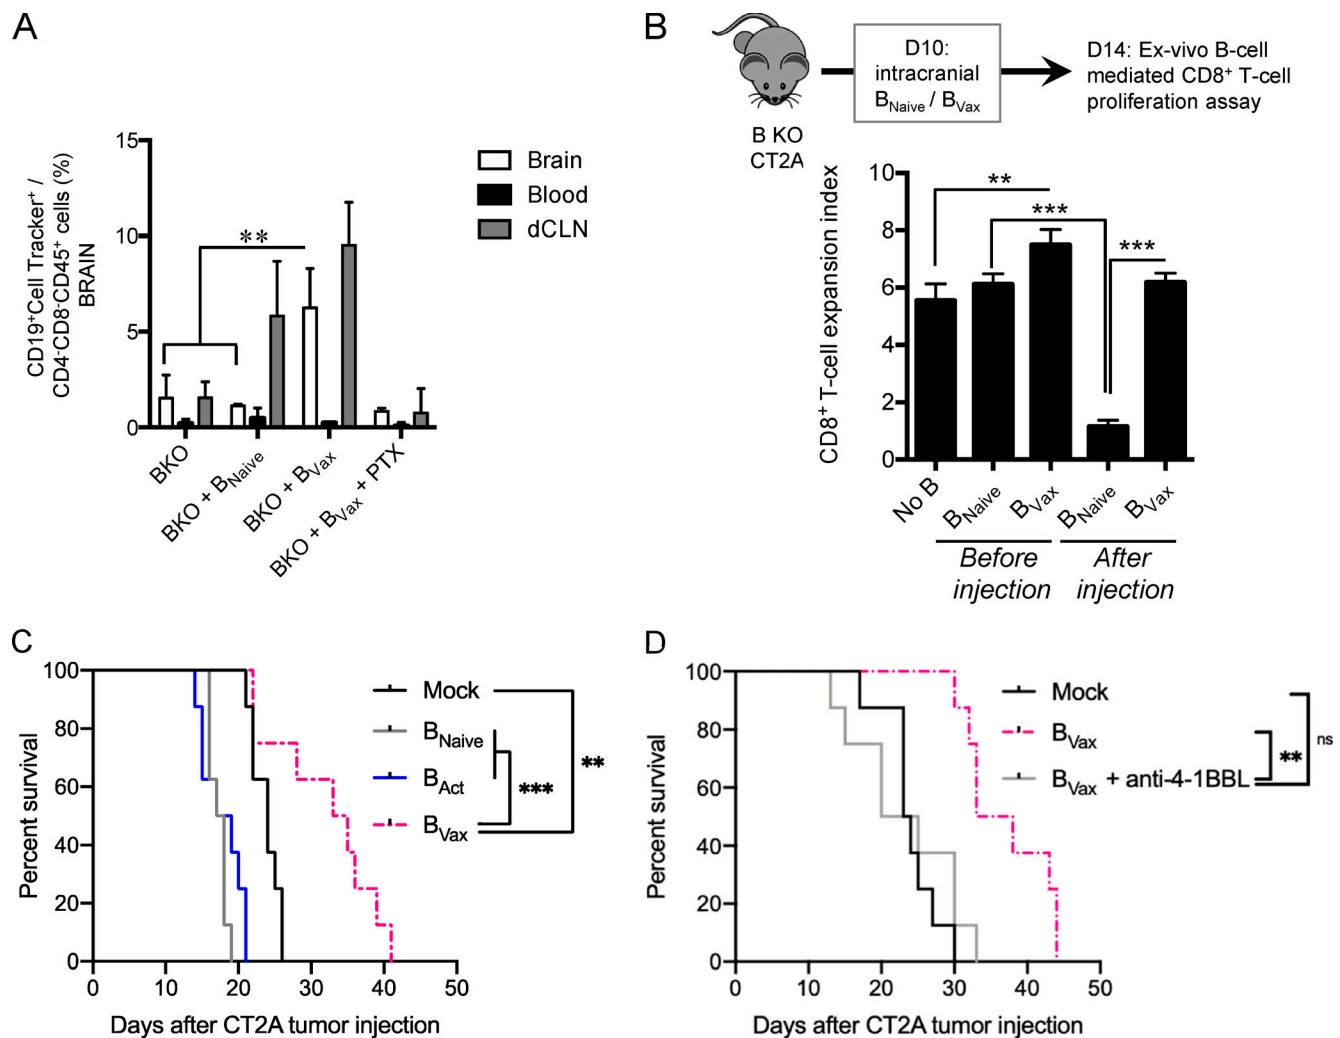 A
CD19⁺Cell Tracker⁺ /
CD4⁻CD8⁻CD45⁺ cells (%)
BRAIN
15
10
5
0
**
Brain
Blood
dCLN
BKO
BKO + B_Naive
BKO + B_Vax
BKO + B_Vax + PTX
B
B KO
CT2A
D10:
intracranial
B_Naive / B_Vax
D14: Ex-vivo B-cell
mediated CD8⁺ T-cell
proliferation assay
CD8⁺ T-cell expansion index
10
8
6
4
2
0
**
***
***
No B
B_Naive
B_Vax
B_Naive
B_Vax
Before
injection
After
injection
C
Percent survival
100
80
60
40
20
0
0 10 20 30 40 50
Days after CT2A tumor injection
Mock
B_Naive
B_Act
B_Vax
***
**
D
Percent survival
100
80
60
40
20
0
0 10 20 30 40 50
Days after CT2A tumor injection
Mock
B_Vax
B_Vax + anti-4-1BBL
**
ns